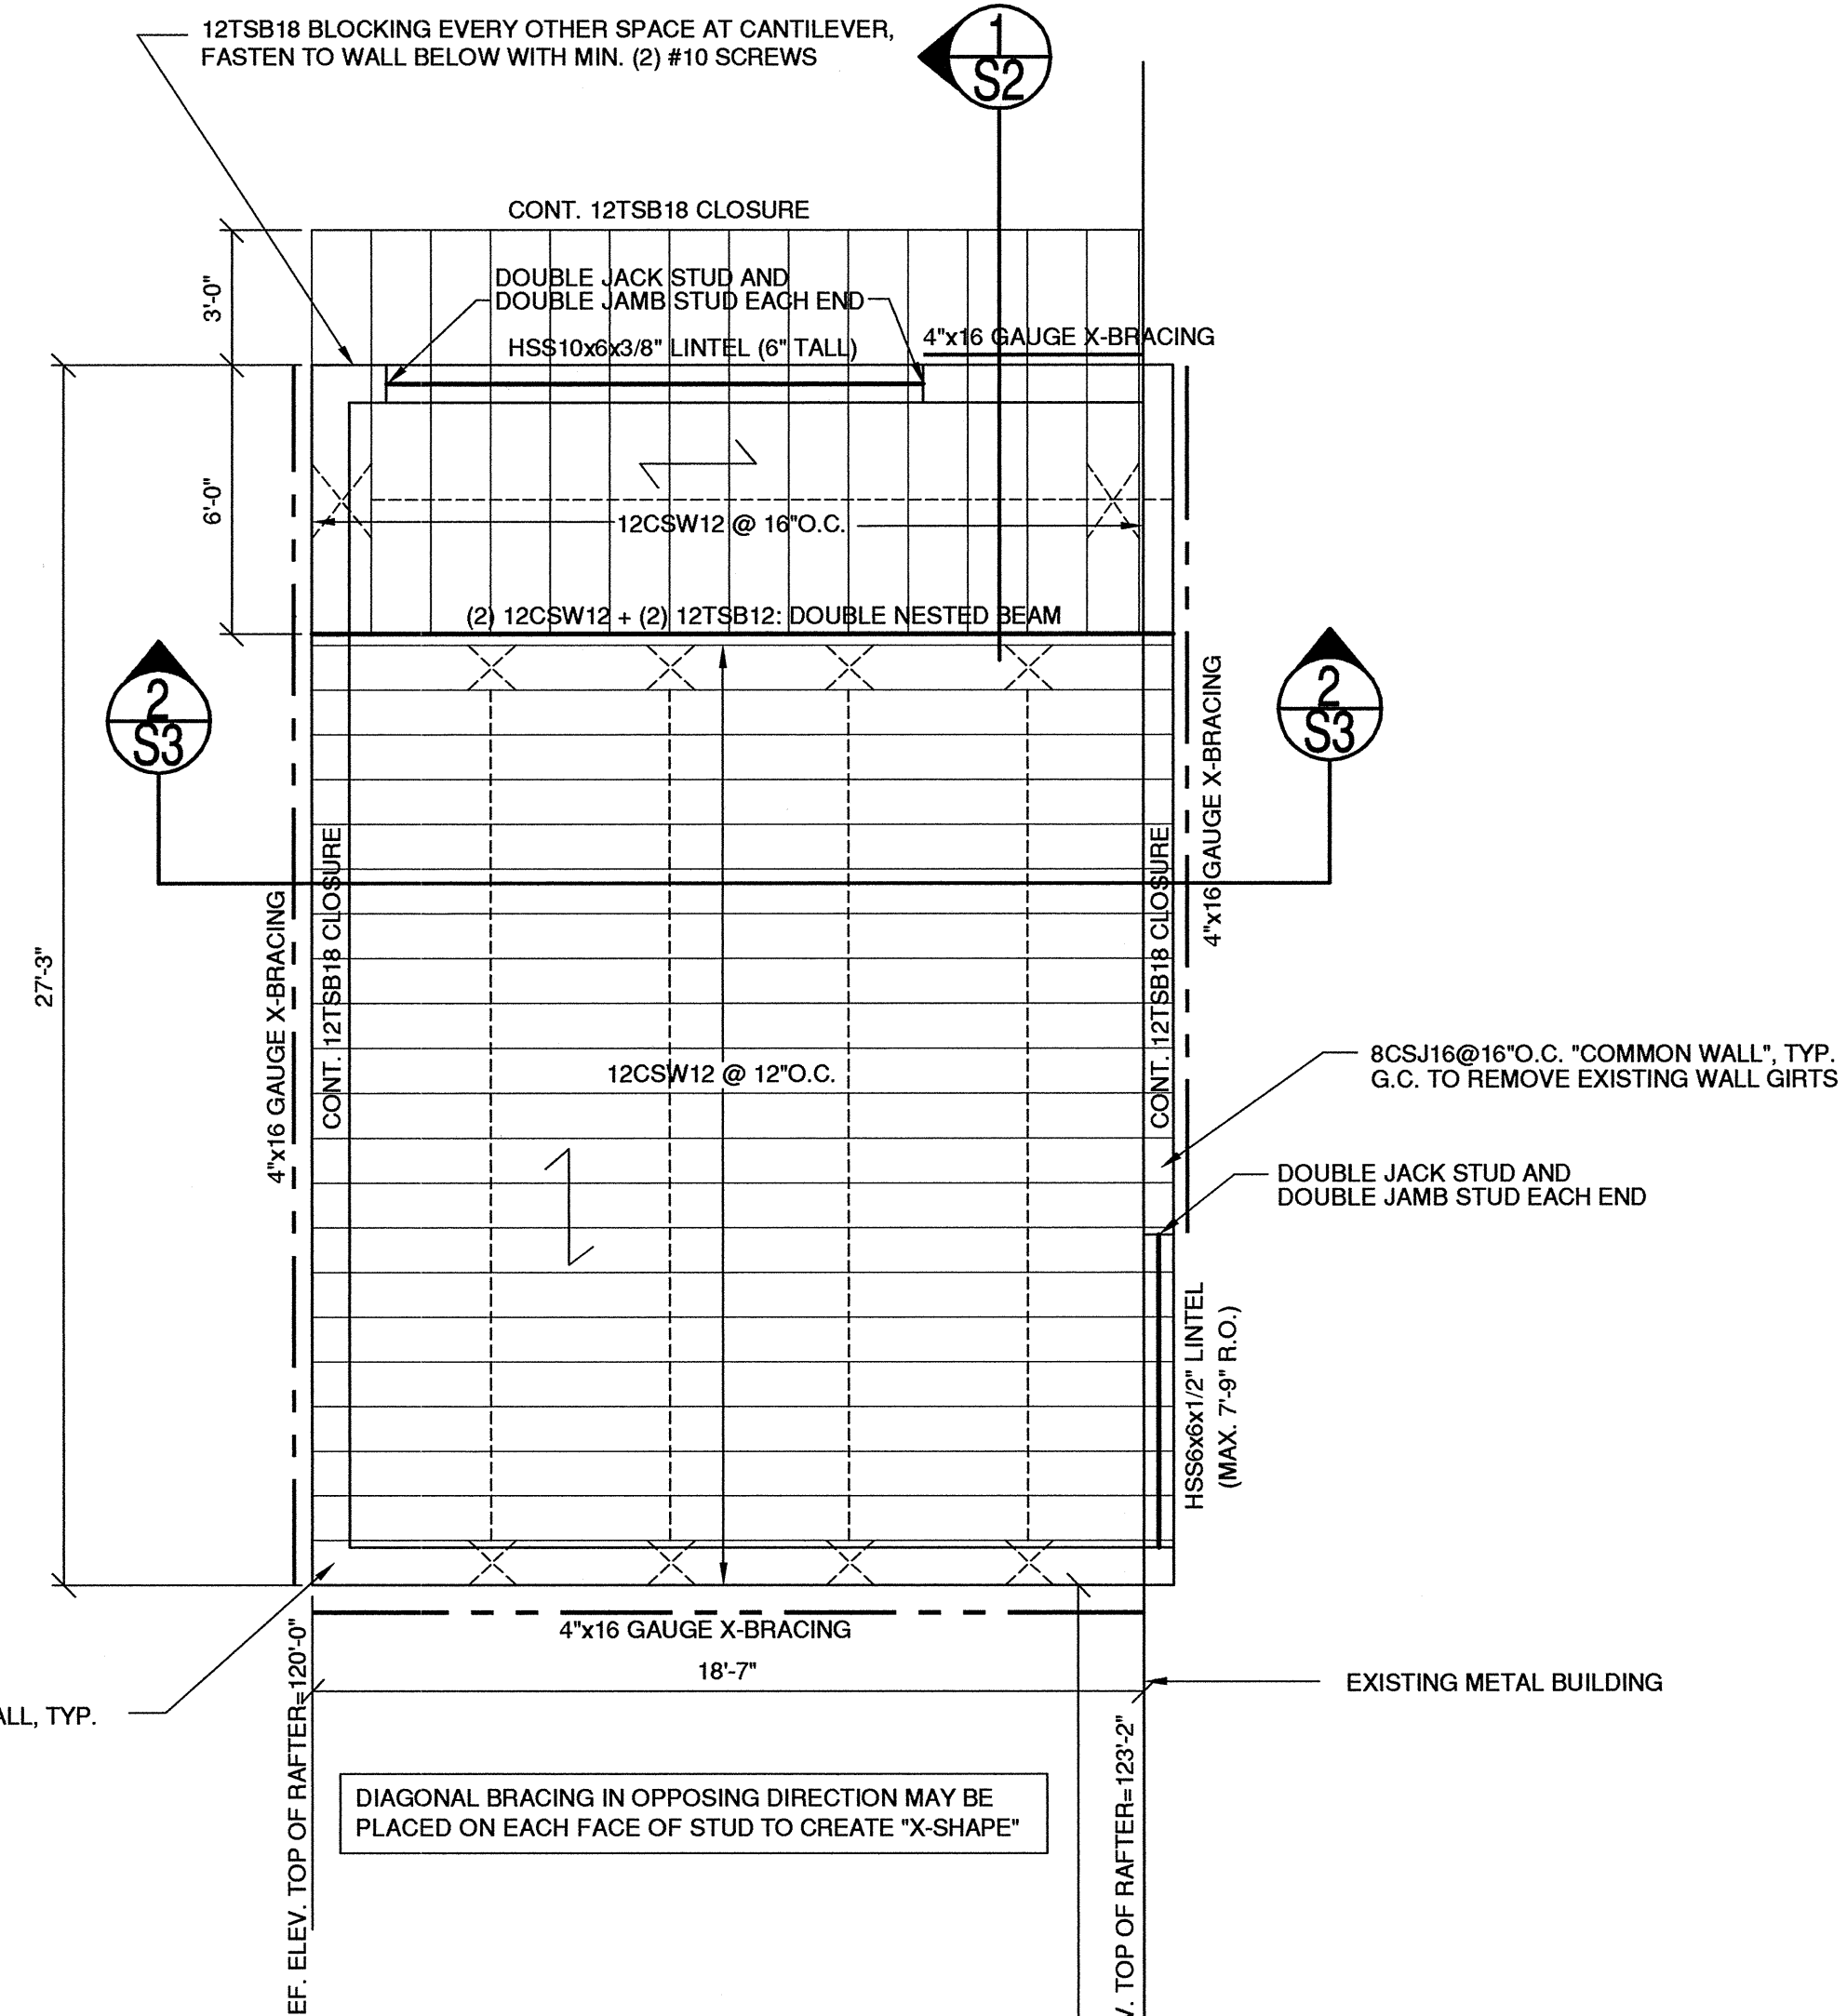 12TSB18 BLOCKING EVERY OTHER SPACE AT CANTILEVER,
FASTEN TO WALL BELOW WITH MIN. (2) #10 SCREWS
1
S2
CONT. 12TSB18 CLOSURE
3'-0"
DOUBLE JACK STUD AND
DOUBLE JAMB STUD EACH END
HSS10x6x3/8" LINTEL (6" TALL)
4"x16 GAUGE X-BRACING
6'-0"
12CSW12 @ 16"O.C.
(2) 12CSW12 + (2) 12TSB12: DOUBLE NESTED BEAM
2
S3
2
S3
4"x16 GAUGE X-BRACING
CONT. 12TSB18 CLOSURE
CONT. 12TSB18 CLOSURE
4"x16 GAUGE X-BRACING
27'-3"
12CSW12 @ 12"O.C.
8CSJ16@16"O.C. "COMMON WALL", TYP.
G.C. TO REMOVE EXISTING WALL GIRTS
DOUBLE JACK STUD AND
DOUBLE JAMB STUD EACH END
HSS6x6x1/2" LINTEL
(MAX. 7'-9" R.O.)
4"x16 GAUGE X-BRACING
18'-7"
EXISTING METAL BUILDING
ALL, TYP.
EF. ELEV. TOP OF RAFTER=120'-0"
V. TOP OF RAFTER=123'-2"
DIAGONAL BRACING IN OPPOSING DIRECTION MAY BE
PLACED ON EACH FACE OF STUD TO CREATE "X-SHAPE"